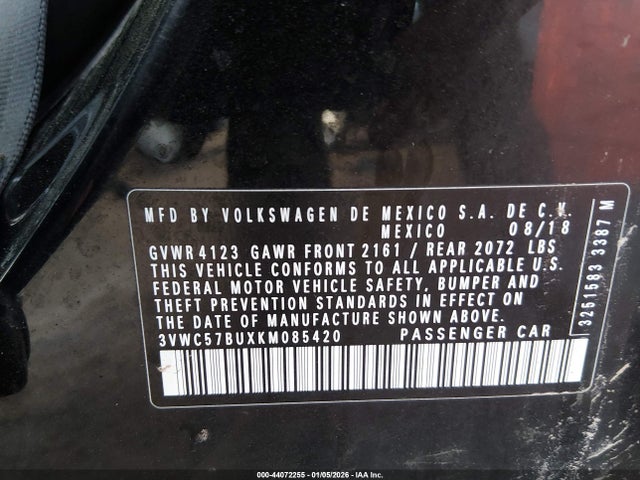 MFD BY VOLKSWAGEN DE MEXICO S.A. DE C.V.
MEXICO 08/18
GVWR 4123 GAWR FRONT 2161 / REAR 2072 LBS
THIS VEHICLE CONFORMS TO ALL APPLICABLE U.S.
FEDERAL MOTOR VEHICLE SAFETY, BUMPER AND
THEFT PREVENTION STANDARDS IN EFFECT ON
THE DATE OF MANUFACTURE SHOWN ABOVE.
3VWC57BUXKM085420 PASSENGER CAR
3251583 3387 M
000-44072255 - 01/05/2026 - IAA Inc.